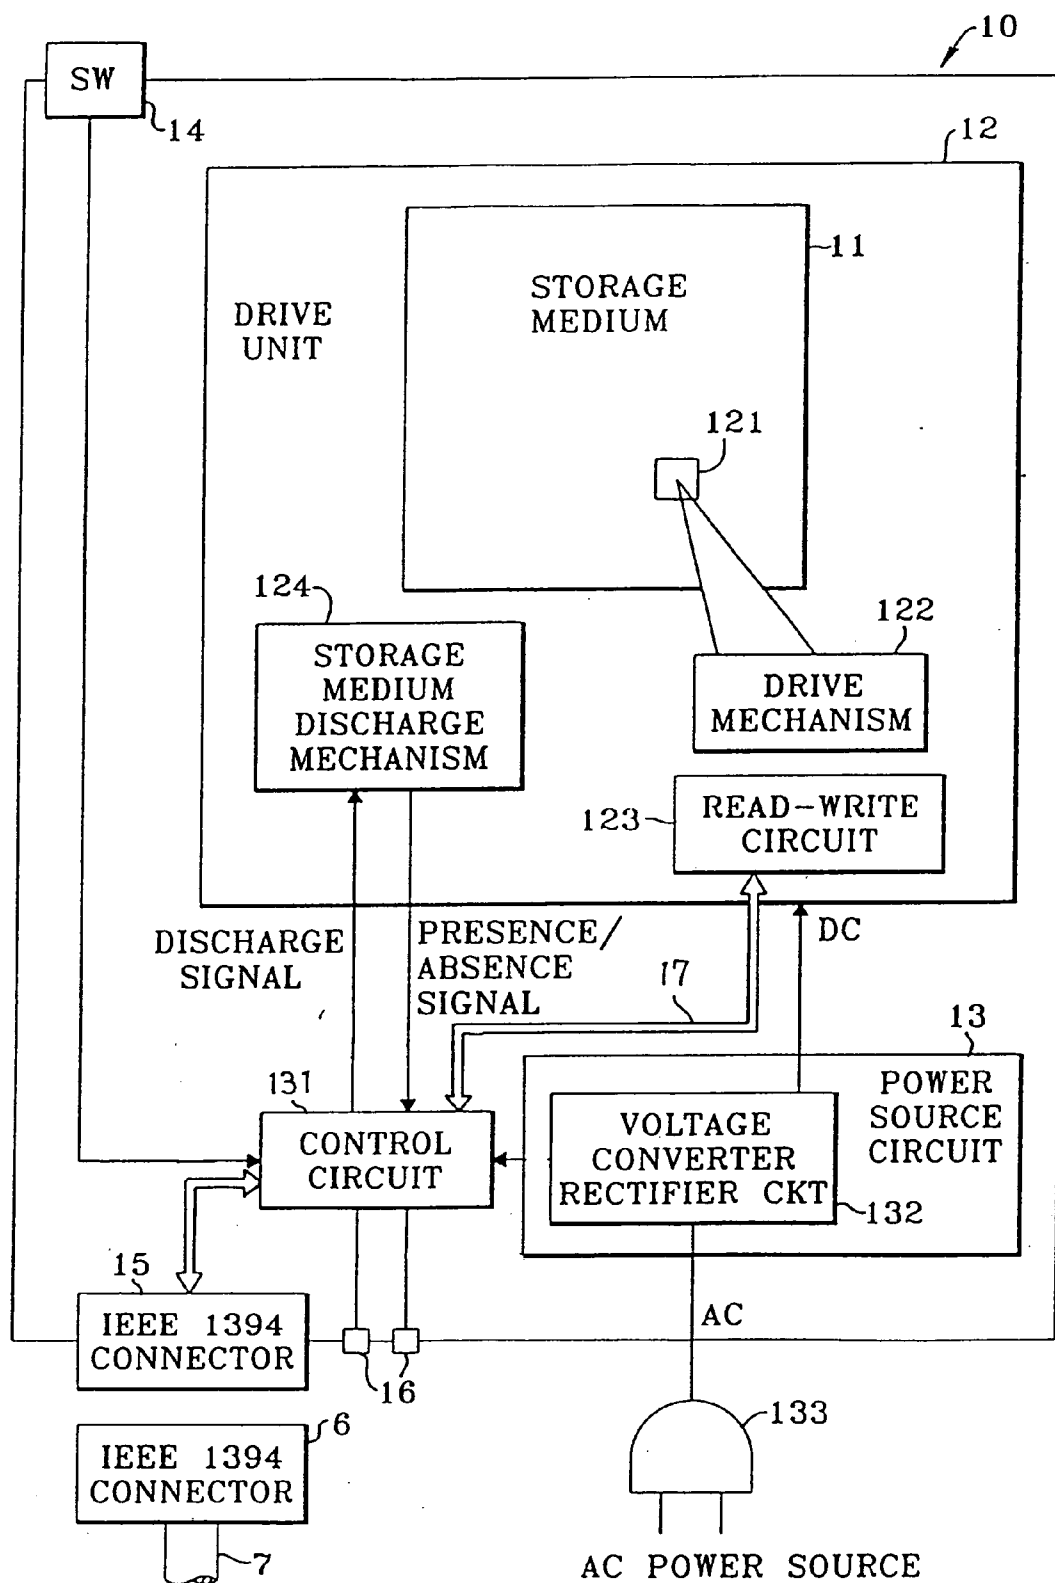 10
SW
14
12
11
STORAGE
MEDIUM
DRIVE
UNIT
121
124
STORAGE
MEDIUM
DISCHARGE
MECHANISM
122
DRIVE
MECHANISM
123
READ-WRITE
CIRCUIT
DISCHARGE
SIGNAL
PRESENCE/
ABSENCE
SIGNAL
DC
17
13
131
CONTROL
CIRCUIT
POWER
SOURCE
CIRCUIT
VOLTAGE
CONVERTER
RECTIFIER CKT
132
15
IEEE 1394
CONNECTOR
16
AC
6
IEEE 1394
CONNECTOR
7
133
AC POWER SOURCE